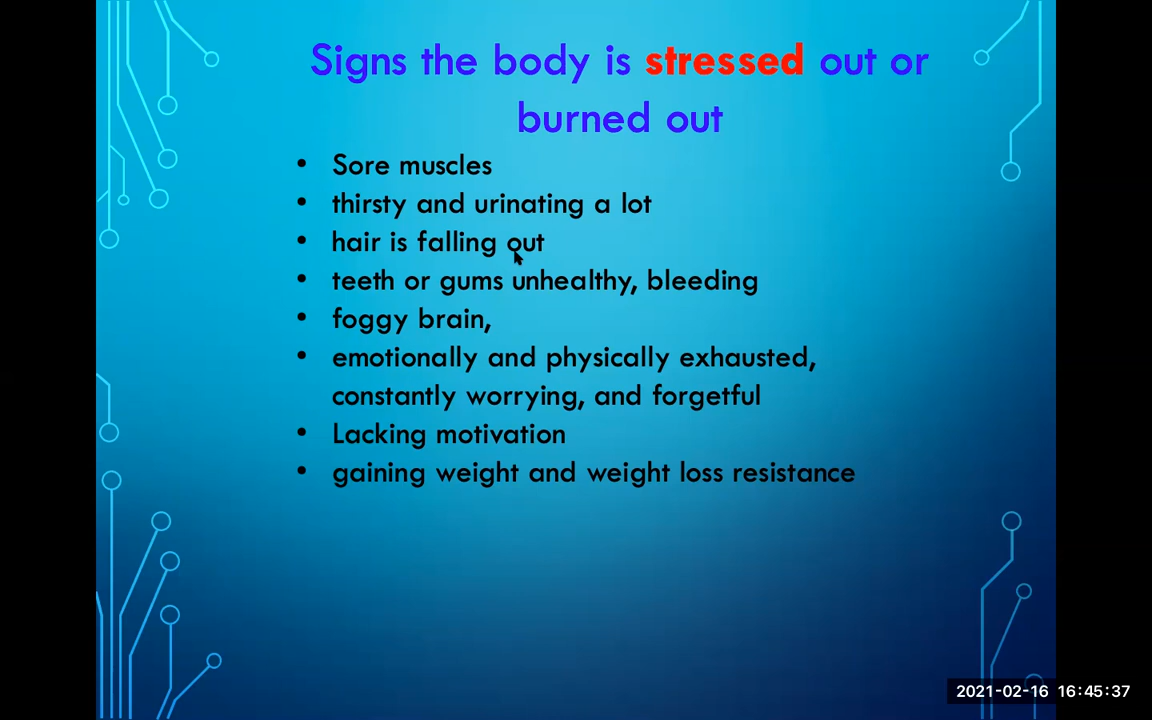 Signs the body is stressed out or
burned out
• Sore muscles
• thirsty and urinating a lot
• hair is falling out
• teeth or gums unhealthy, bleeding
• foggy brain,
• emotionally and physically exhausted,
constantly worrying, and forgetful
• Lacking motivation
• gaining weight and weight loss resistance
2021-02-16 16:45:37